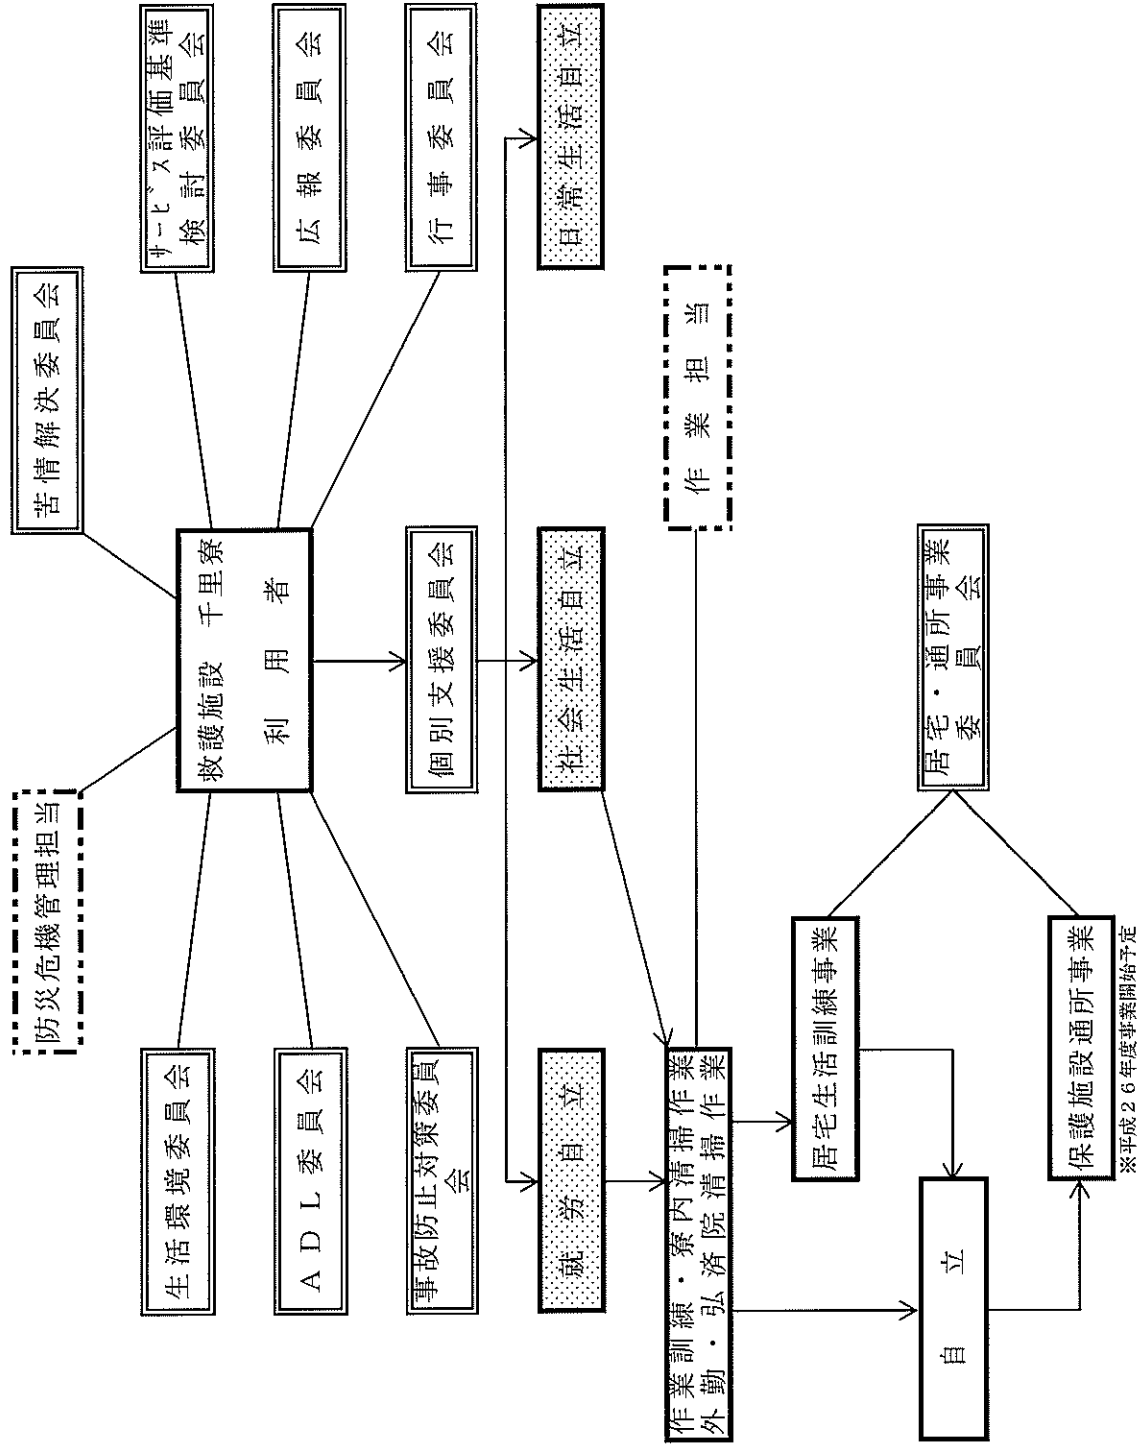 防災危機管理担当
苦情解決委員会
生活環境委員会
救護施設　千里寮
利用者
サービス評価基準
検討委員会
ADL委員会
広報委員会
事故防止対策委員
会
個別支援委員会
行事委員会
就労自立
社会生活自立
日常生活自立
作業訓練・寮内清掃作業
外勤・弘済院清掃作業
作業担当
居宅生活訓練事業
自立
居宅・通所事業
委員会
保護施設通所事業
※平成26年度事業開始予定